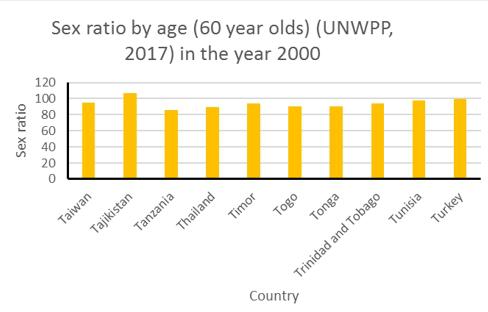 Sex ratio by age (60 year olds) (UNWPP,
2017) in the year 2000
120
100
80
60
40
20
0
Sex ratio
Taiwan
Tajikistan
Tanzania
Thailand
Timor
Togo
Tonga
Trinidad and Tobago
Tunisia
Turkey
Country